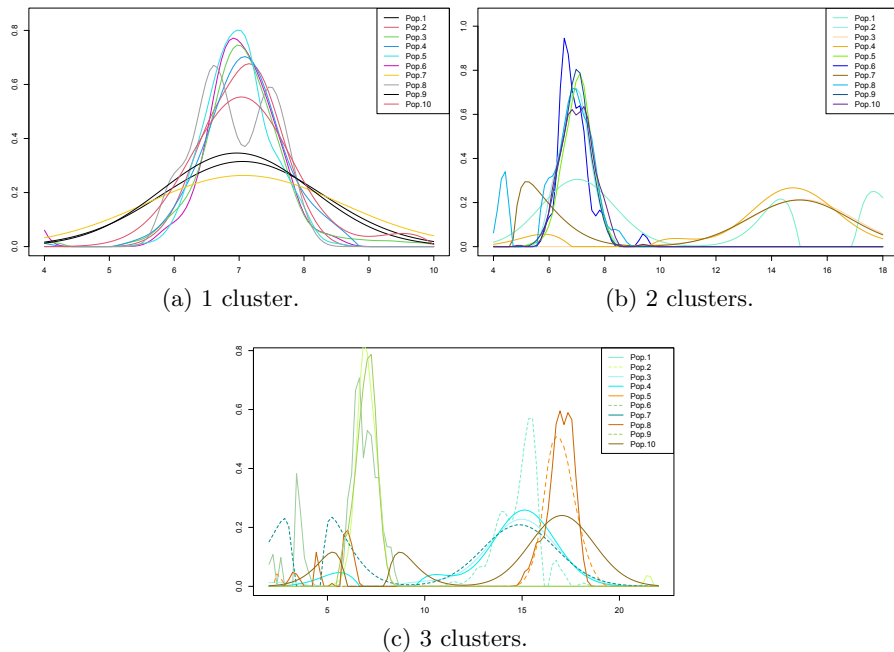 0.0
0.2
0.4
0.6
0.8
4
5
6
7
8
9
10
Pop.1
Pop.2
Pop.3
Pop.4
Pop.5
Pop.6
Pop.7
Pop.8
Pop.9
Pop.10
(a) 1 cluster.
0.0
0.2
0.4
0.6
0.8
1.0
4
6
8
10
12
14
16
18
Pop.1
Pop.2
Pop.3
Pop.4
Pop.5
Pop.6
Pop.7
Pop.8
Pop.9
Pop.10
(b) 2 clusters.
0.0
0.2
0.4
0.6
0.8
5
10
15
20
Pop.1
Pop.2
Pop.3
Pop.4
Pop.5
Pop.6
Pop.7
Pop.8
Pop.9
Pop.10
(c) 3 clusters.